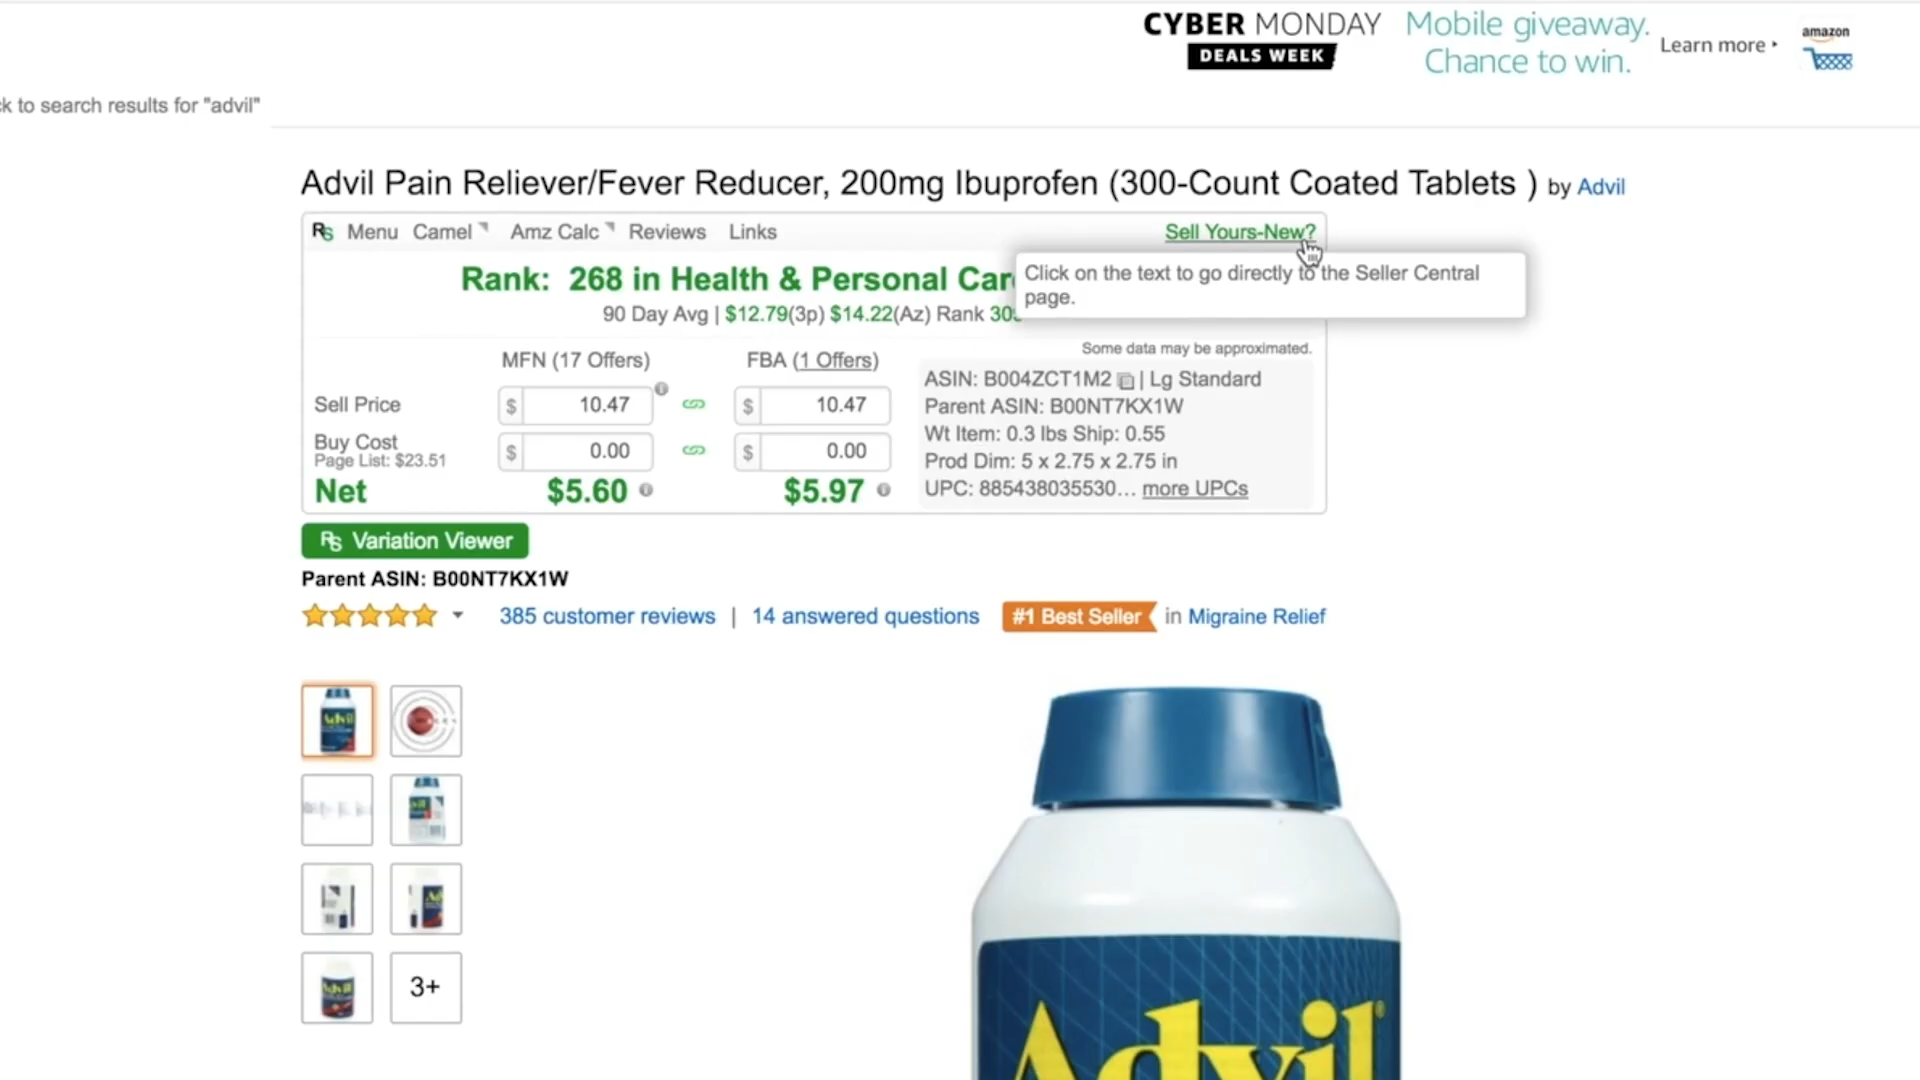 CYBER MONDAY
DEALS WEEK
Mobile giveaway.
Chance to win.
Learn more
amazon
to search results for "advil"
Advil Pain Reliever/Fever Reducer, 200mg Ibuprofen (300-Count Coated Tablets ) by Advil
RS Menu Camel Amz Calc Reviews Links Sell Yours-New?
Click on the text to go directly to the Seller Central
page.
Rank: 268 in Health & Personal
90 Day Avg | $12.79(3p) $14.22(Az) Rank
Some data may be approximated.
MFN (17 Offers) FBA (1 Offers)
Sell Price $ 10.47 $ 10.47
Buy Cost $ 0.00 $ 0.00
Page List: $23.51
Net $5.60 $5.97
ASIN: B004ZCT1M2 | Lg Standard
Parent ASIN: B00NT7KX1W
Wt Item: 0.3 lbs Ship: 0.55
Prod Dim: 5 x 2.75 x 2.75 in
UPC: 885438035530... more UPCs
RS Variation Viewer
Parent ASIN: B00NT7KX1W
385 customer reviews | 14 answered questions #1 Best Seller in Migraine Relief
3+
Advil®